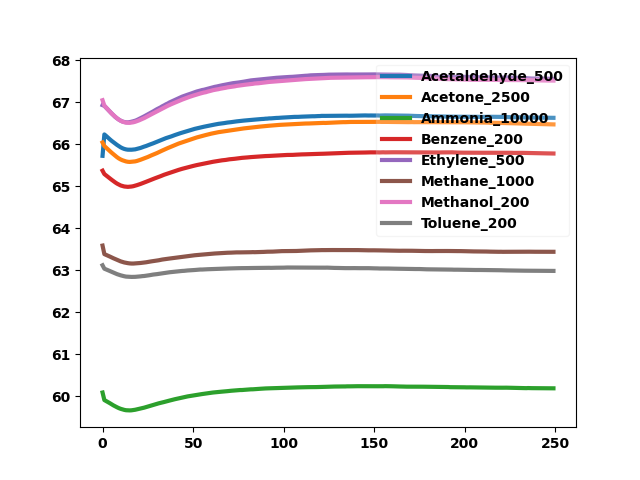 68
67
66
65
64
63
62
61
60
0 50 100 150 200 250
Acetaldehyde_500
Acetone_2500
Ammonia_10000
Benzene_200
Ethylene_500
Methane_1000
Methanol_200
Toluene_200